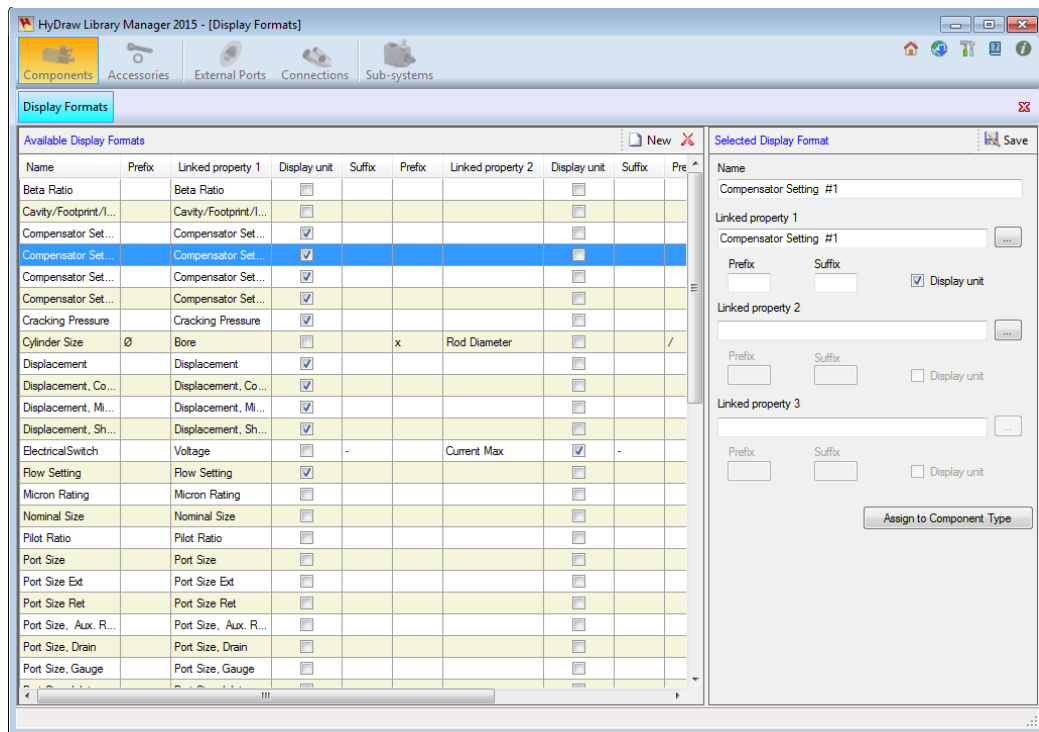 HyDraw Library Manager 2015 - [Display Formats]
Components Accessories External Ports Connections Sub-systems
Display Formats
Available Display Formats New
Name Prefix Linked property 1 Display unit Suffix Prefix Linked property 2 Display unit Suffix Pre
Beta Ratio Beta Ratio
Cavity/Footprint/I... Cavity/Footprint/I...
Compensator Set... Compensator Set...
Compensator Set... Compensator Set...
Compensator Set... Compensator Set...
Compensator Set... Compensator Set...
Cracking Pressure Cracking Pressure
Cylinder Size Ø Bore x Rod Diameter /
Displacement Displacement
Displacement, Co... Displacement, Co...
Displacement, Mi... Displacement, Mi...
Displacement, Sh... Displacement, Sh...
ElectricalSwitch Voltage - Current Max -
Flow Setting Flow Setting
Micron Rating Micron Rating
Nominal Size Nominal Size
Pilot Ratio Pilot Ratio
Port Size Port Size
Port Size Ext Port Size Ext
Port Size Ret Port Size Ret
Port Size, Aux. R... Port Size, Aux. R...
Port Size, Drain Port Size, Drain
Port Size, Gauge Port Size, Gauge
Selected Display Format Save
Name
Compensator Setting #1
Linked property 1
Compensator Setting #1 ...
Prefix Suffix
Display unit
Linked property 2
...
Prefix Suffix
Display unit
Linked property 3
...
Prefix Suffix
Display unit
Assign to Component Type